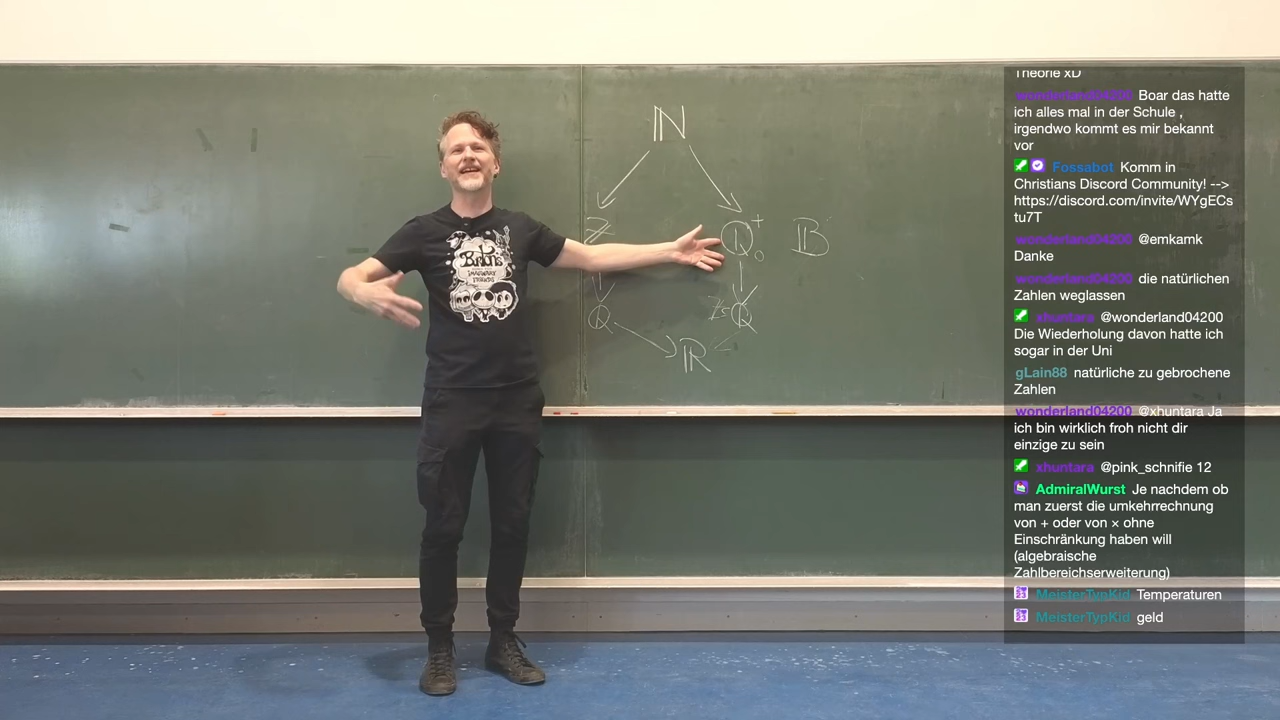 ℕ
ℤ ℚ + 0 𝔹
ℚ ℚ
ℝ
Burtons
IMAGINARY
FRIENDS
Theorie xD
wonderland04200 Boar das hatte
ich alles mal in der Schule ,
irgendwo kommt es mir bekannt
vor
Fossabot Komm in
Christians Discord Community! -->
https://discord.com/invite/WYgECs
tu7T
wonderland04200 @emkamk
Danke
wonderland04200 die natürlichen
Zahlen weglassen
xhuntara @wonderland04200
Die Wiederholung davon hatte ich
sogar in der Uni
gLain88 natürliche zu gebrochene
Zahlen
wonderland04200 @xhuntara Ja
ich bin wirklich froh nicht dir
einzige zu sein
xhuntara @pink_schnifie 12
AdmiralWurst Je nachdem ob
man zuerst die umkehrrechnung
von + oder von × ohne
Einschränkung haben will
(algebraische
Zahlbereichserweiterung)
MeisterTypKid Temperaturen
MeisterTypKid geld